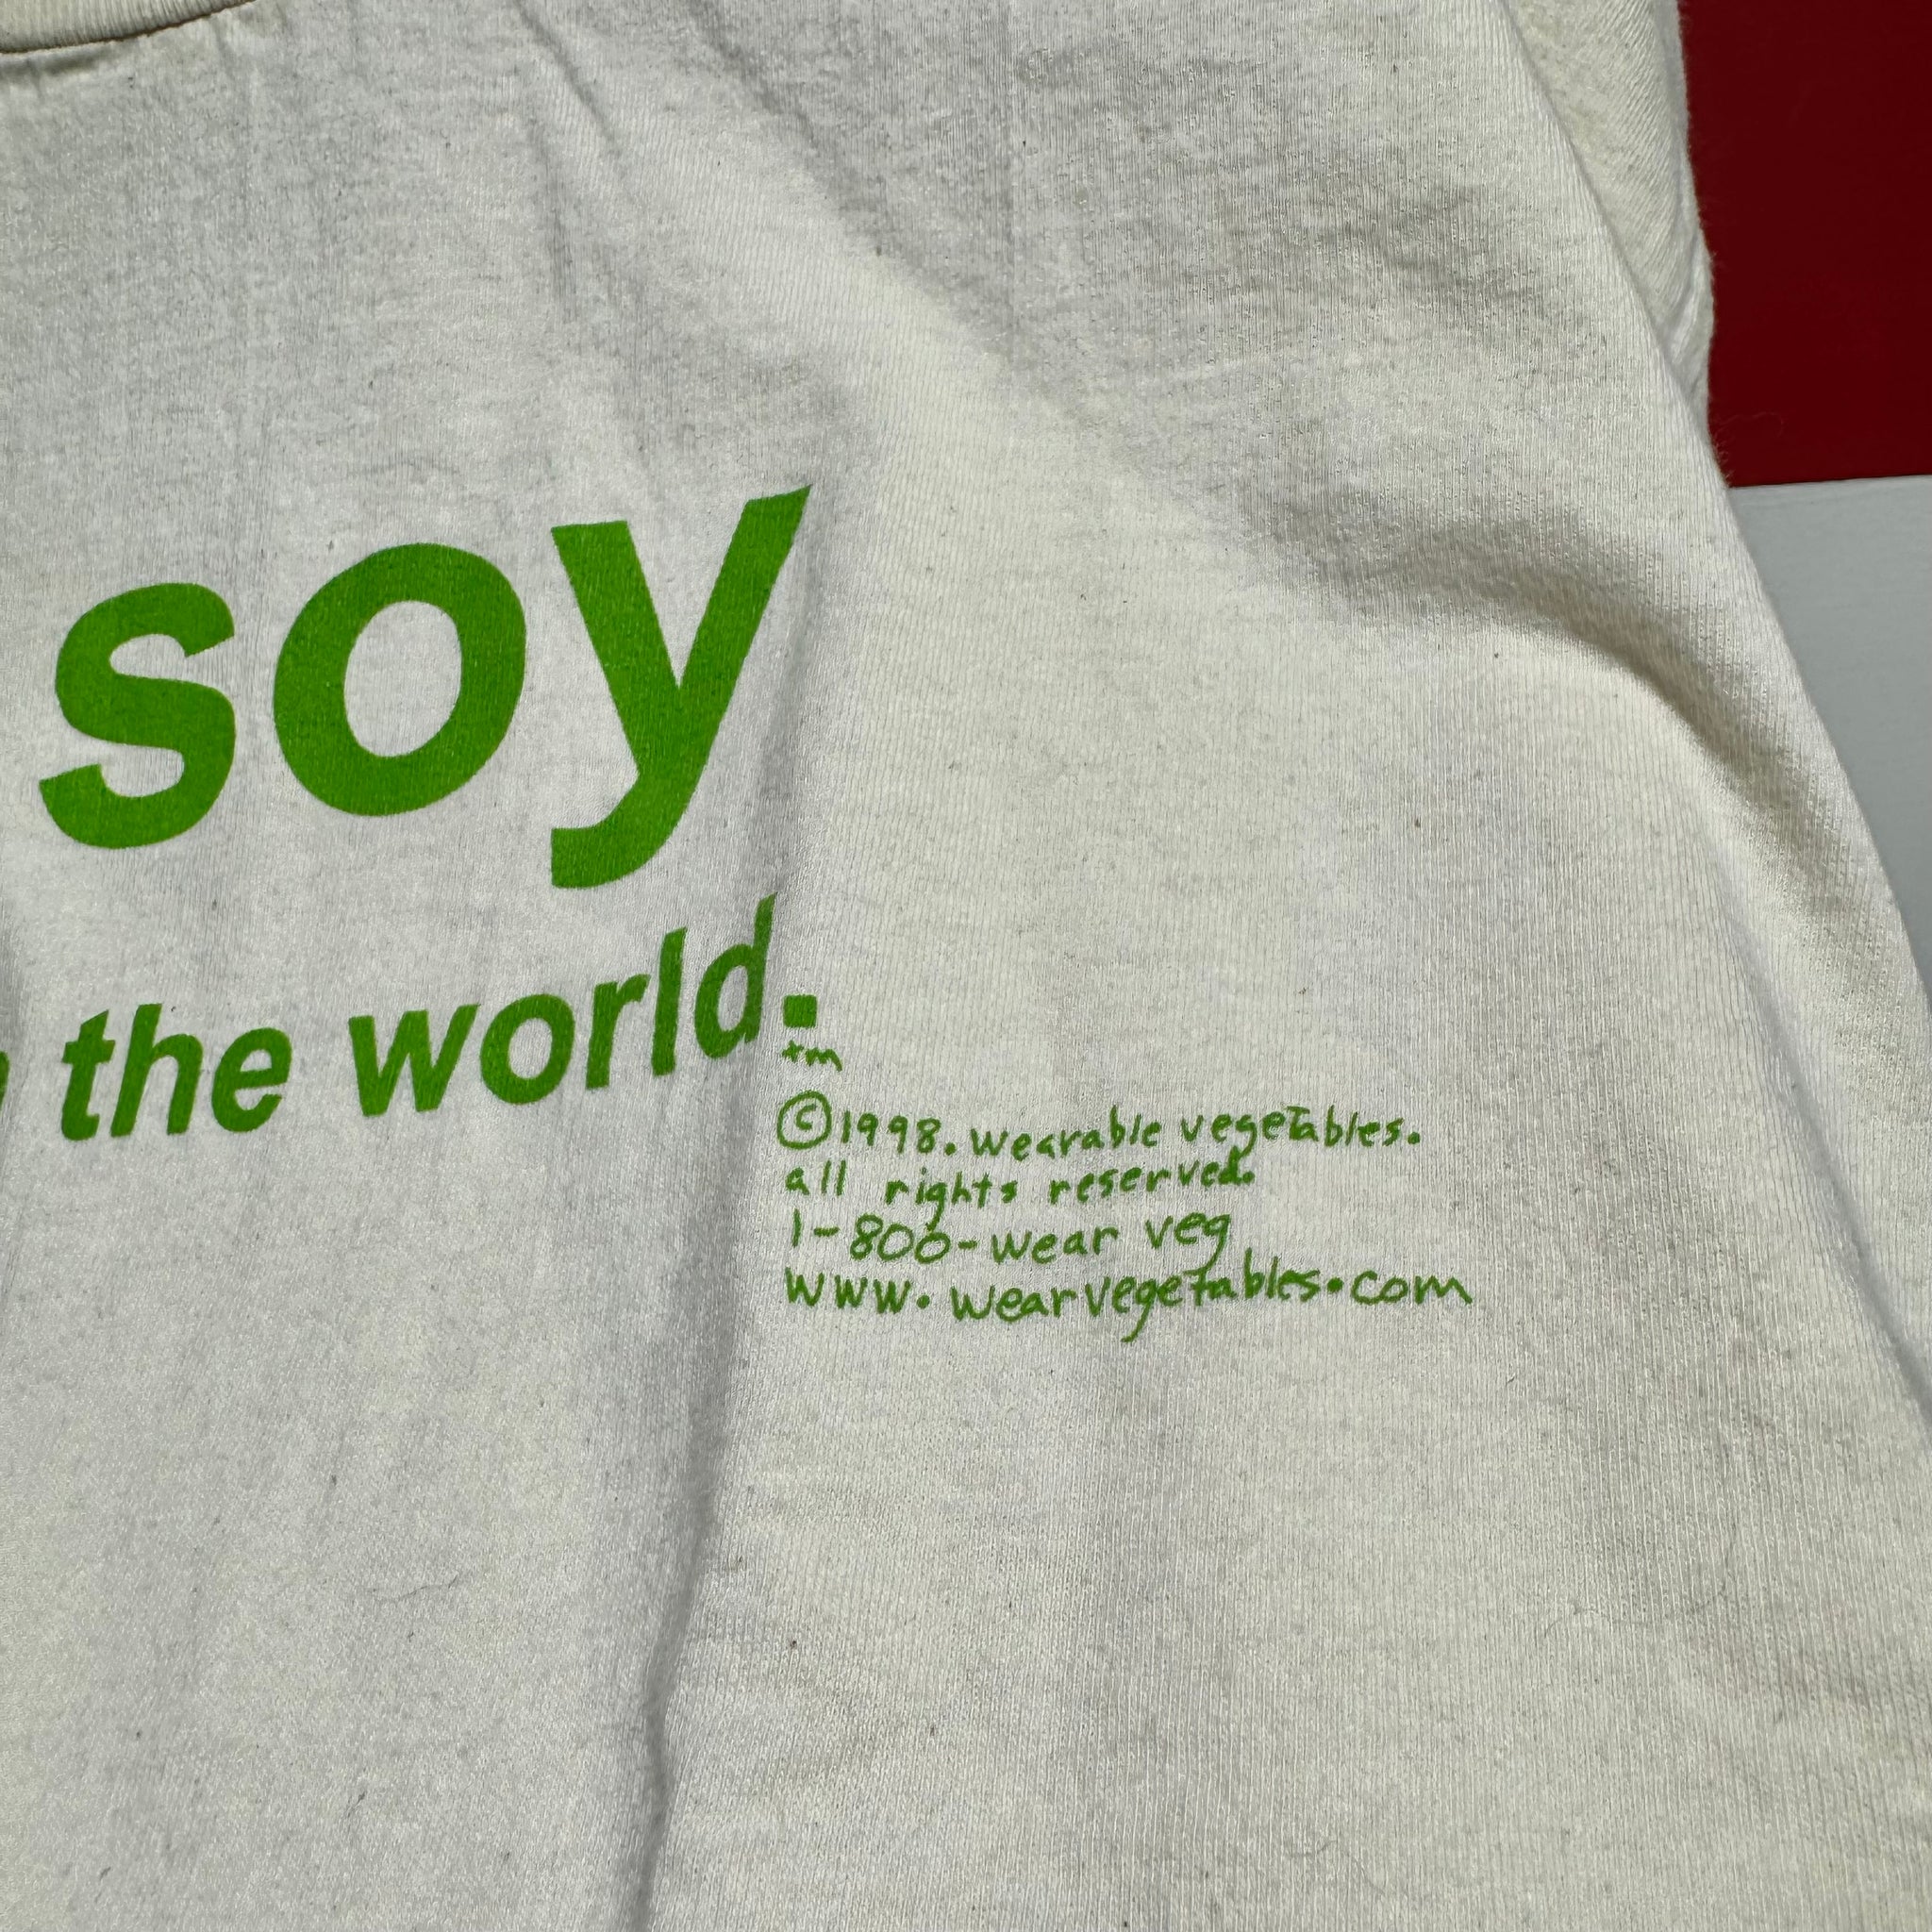 soy
the world.
tm
©1998. wearable vegetables.
all rights reserved.
1-800-wear veg
www.wearvegetables.com